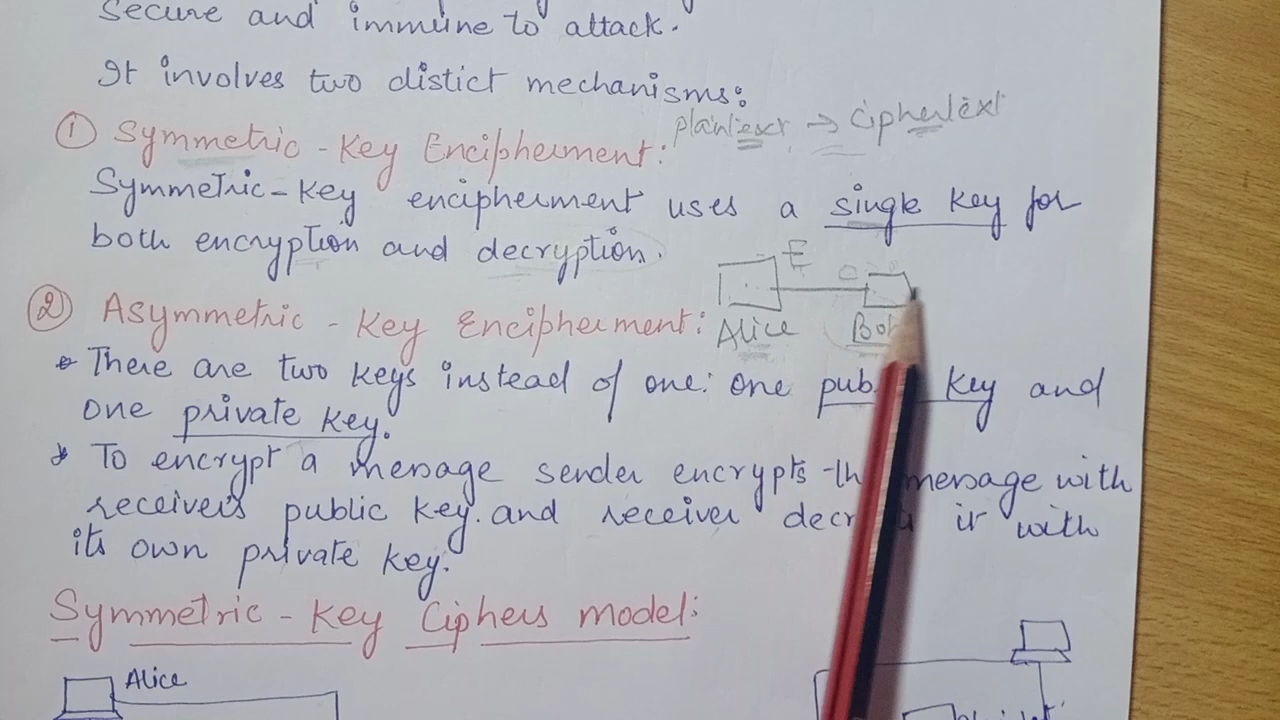 Secure and immune to attack.
It involves two distict mechanisms:
plaintext → ciphertext
① Symmetric-Key Encipherment:
Symmetric-Key encipherment uses a single key for
both encryption and decryption.
E C
② Asymmetric-Key Encipherment:
Alice Bob
* There are two keys instead of one: one public key and
one private key.
* To encrypt a message sender encrypts the message with
receiver's public key. and receiver it with
its own private key.
Symmetric-Key Ciphers model:
Alice